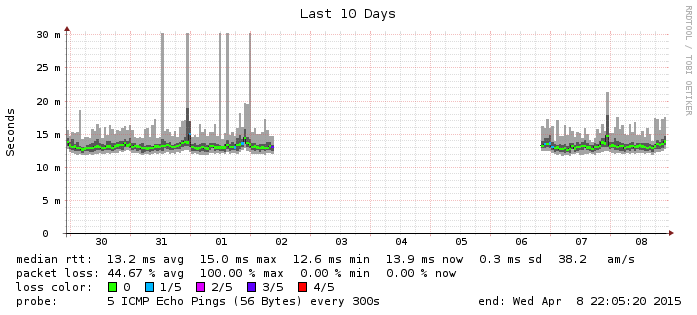 Last 10 Days
RRDTOOL / TOBI OETIKER
Seconds
30 m
25 m
20 m
15 m
10 m
5 m
0
30 31 01 02 03 04 05 06 07 08
median rtt: 13.2 ms avg 15.0 ms max 12.6 ms min 13.9 ms now 0.3 ms sd 38.2 am/s
packet loss: 44.67 % avg 100.00 % max 0.00 % min 0.00 % now
loss color: 0 1/5 2/5 3/5 4/5
probe: 5 ICMP Echo Pings (56 Bytes) every 300s end: Wed Apr 8 22:05:20 2015